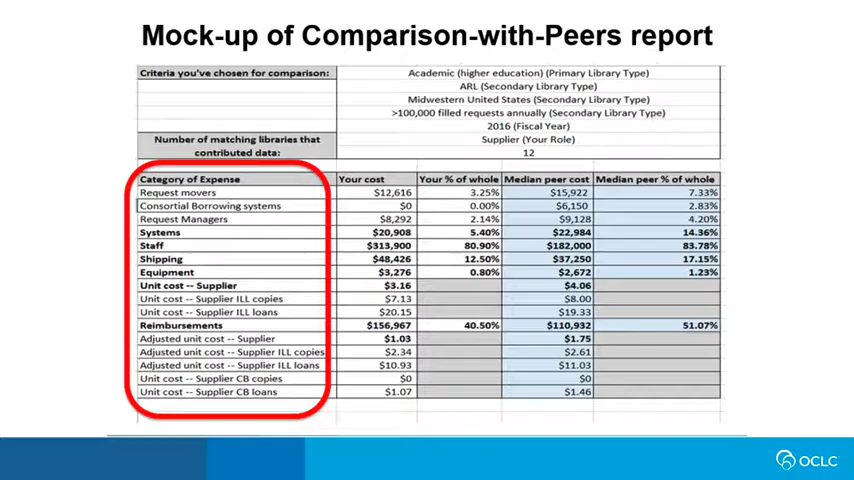 Mock-up of Comparison-with-Peers report
Criteria you've chosen for comparison: Academic (higher education) (Primary Library Type)
ARL (Secondary Library Type)
Midwestern United States (Secondary Library Type)
>100,000 filled requests annually (Secondary Library Type)
2016 (Fiscal Year)
Number of matching libraries that Supplier (Your Role)
contributed data: 12
Category of Expense Your cost Your % of whole Median peer cost Median peer % of whole
Request movers $12,616 3.25% $15,922 7.33%
Consortial Borrowing systems $0 0.00% $6,150 2.83%
Request Managers $8,292 2.14% $9,128 4.20%
Systems $20,908 5.40% $22,984 14.36%
Staff $313,900 80.90% $182,000 83.78%
Shipping $48,426 12.50% $37,250 17.15%
Equipment $3,276 0.80% $2,672 1.23%
Unit cost -- Supplier $3.16 $4.06
Unit cost -- Supplier ILL copies $7.13 $8.00
Unit cost -- Supplier ILL loans $20.15 $19.33
Reimbursements $156,967 40.50% $110,932 51.07%
Adjusted unit cost -- Supplier $1.03 $1.75
Adjusted unit cost -- Supplier ILL copies $2.34 $2.61
Adjusted unit cost -- Supplier ILL loans $10.93 $11.03
Unit cost -- Supplier CB copies $0 $0
Unit cost -- Supplier CB loans $1.07 $1.46
OCLC